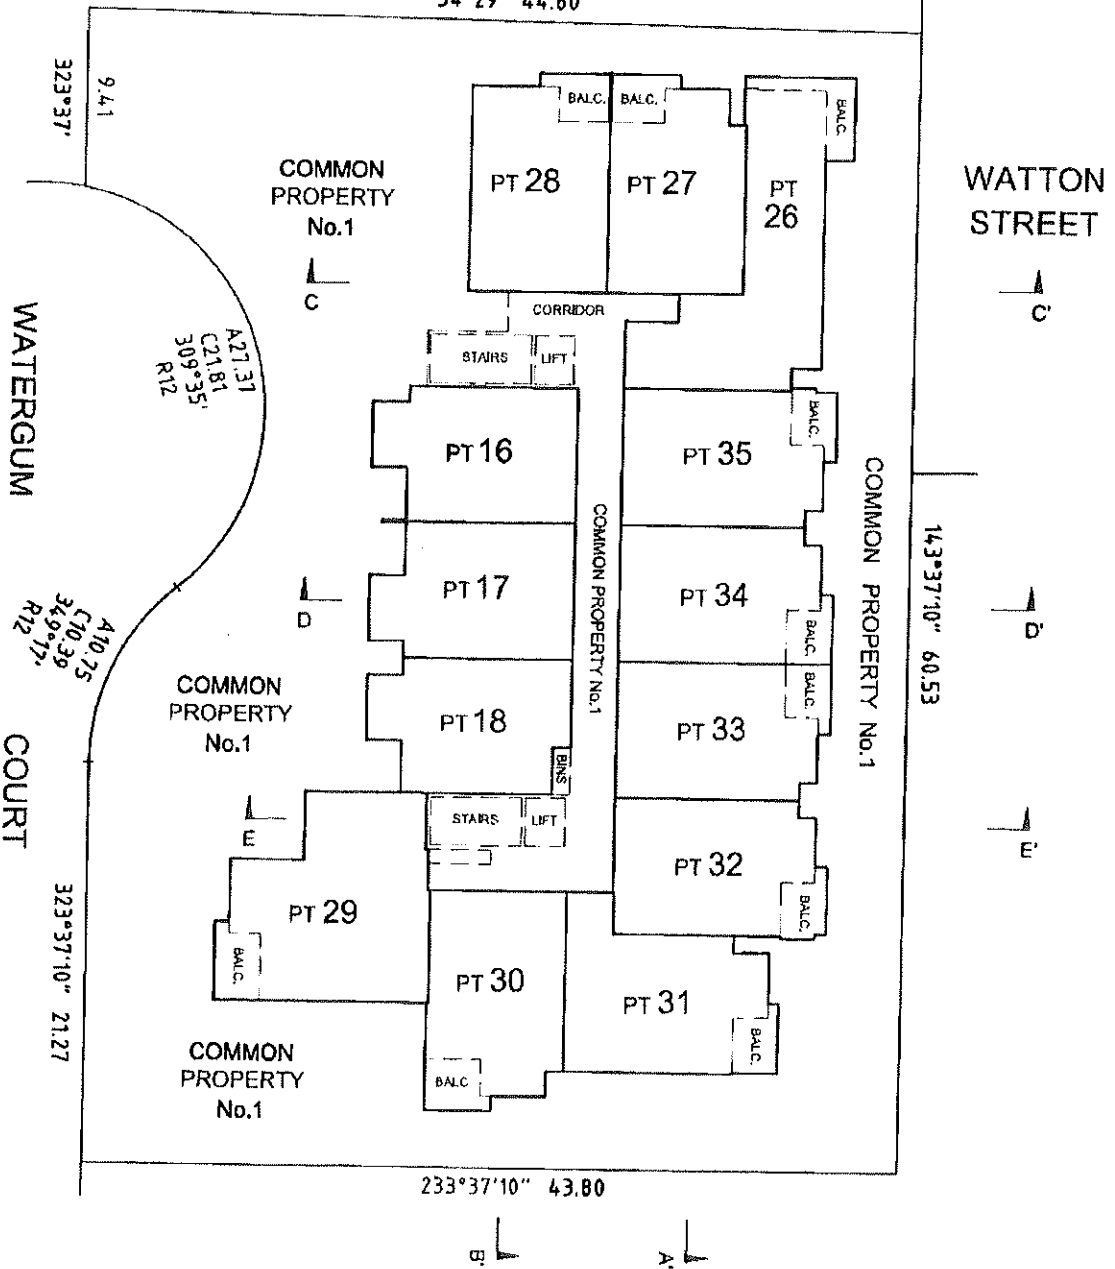 54°29' 44.60
9.41
323°37'
COMMON
PROPERTY
No.1
C
BALC.
BALC.
BALC.
PT 28
PT 27
PT
26
WATTON
STREET
C'
CORRIDOR
STAIRS
LIFT
WATERGUM
COURT
A27.37
C21.81
309°35'
R12
PT 16
PT 35
BALC.
COMMON PROPERTY No.1
COMMON PROPERTY No.1
143°37'10" 60.53
PT 17
PT 34
BALC.
D
D'
A10.75
C10.39
349°17'
R12
COMMON
PROPERTY
No.1
PT 18
PT 33
BALC.
BINS
E
STAIRS
LIFT
E'
PT 32
BALC.
PT 29
BALC.
323°37'10" 21.27
PT 30
BALC
PT 31
BALC.
COMMON
PROPERTY
No.1
233°37'10" 43.80
B'
A'